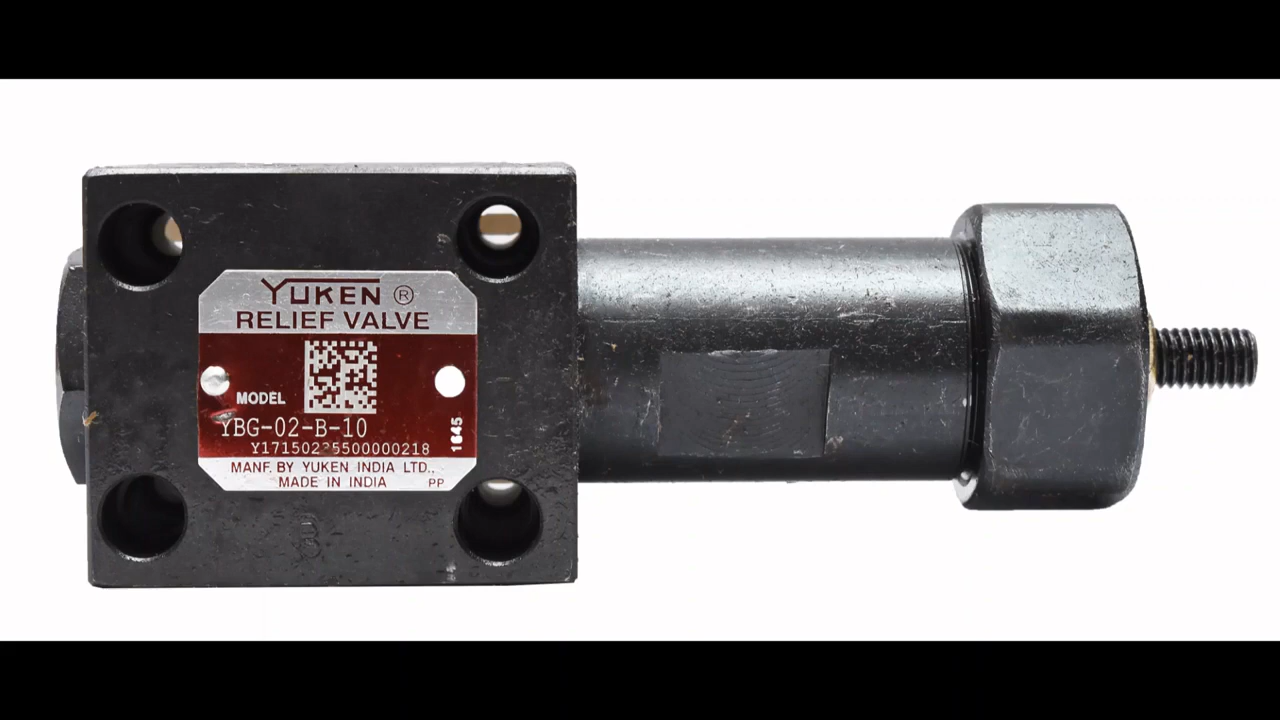 YUKEN ®
RELIEF VALVE
MODEL
YBG-02-B-10
1645
MANF. BY YUKEN INDIA LTD.,
MADE IN INDIA PP